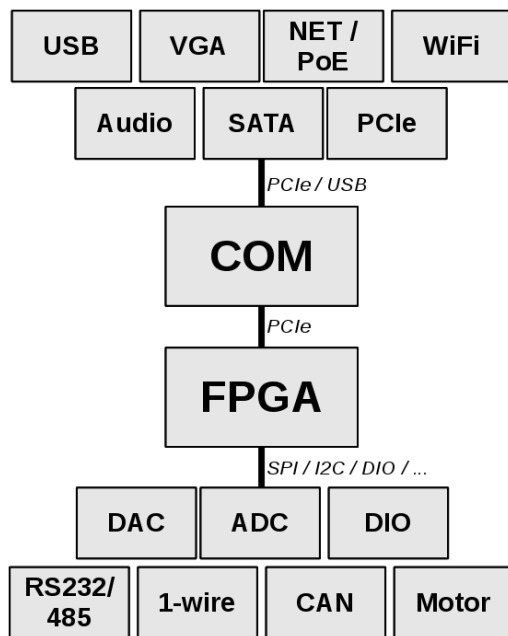 USB
VGA
NET /
PoE
WiFi
Audio
SATA
PCIe
PCIe / USB
COM
PCIe
FPGA
SPI / I2C / DIO / ...
DAC
ADC
DIO
RS232/
485
1-wire
CAN
Motor